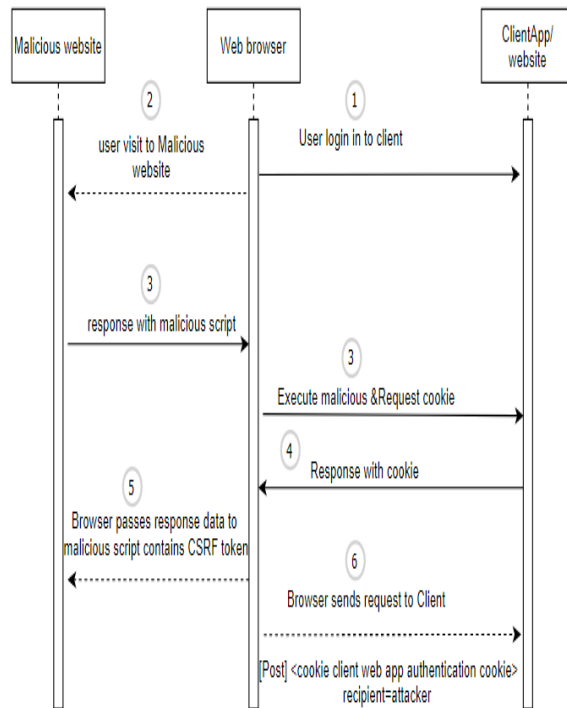 Malicious website
Web browser
ClientApp/
website
1
User login in to client
2
user visit to Malicious
website
3
response with malicious script
3
Execute malicious &Request cookie
4
Response with cookie
5
Browser passes response data to
malicious script contains CSRF token
6
Browser sends request to Client
[Post] <cookie client web app authentication cookie>
recipient=attacker